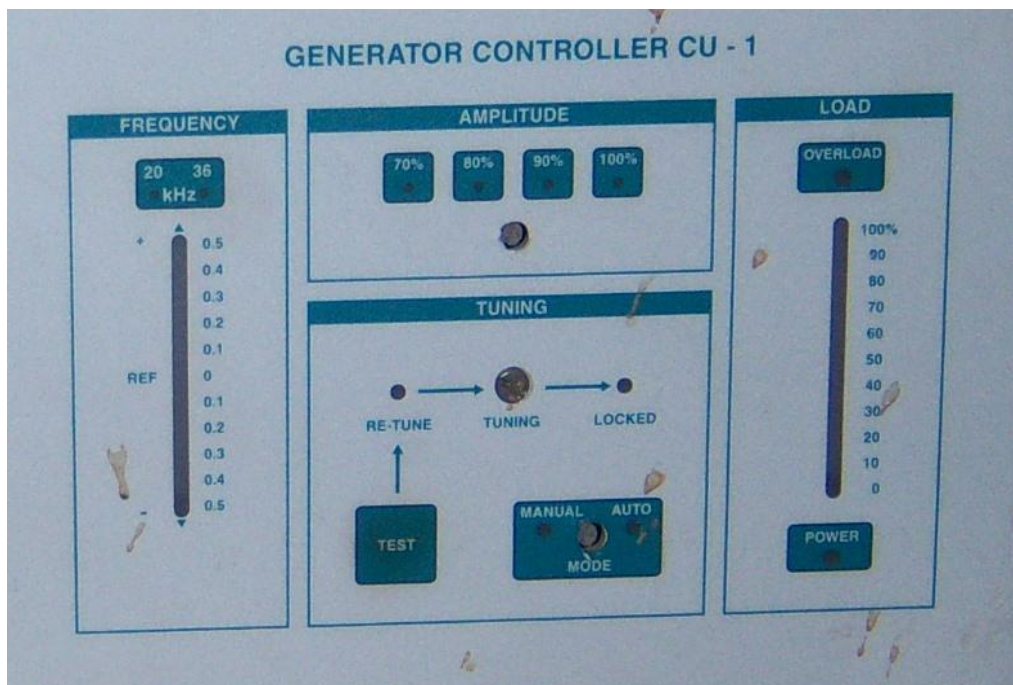 GENERATOR CONTROLLER CU - 1
FREQUENCY
20 36
kHz
+ 0.5
0.4
0.3
0.2
0.1
REF 0
0.1
0.2
0.3
0.4
- 0.5
AMPLITUDE
70% 80% 90% 100%
TUNING
RE-TUNE TUNING LOCKED
TEST
MANUAL AUTO
MODE
LOAD
OVERLOAD
100%
90
80
70
60
50
40
30
20
10
0
POWER